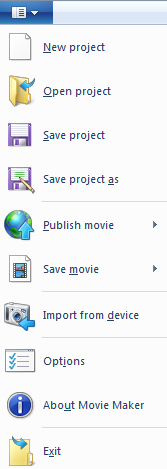 New project
Open project
Save project
Save project as
Publish movie
Save movie
Import from device
Options
About Movie Maker
Exit